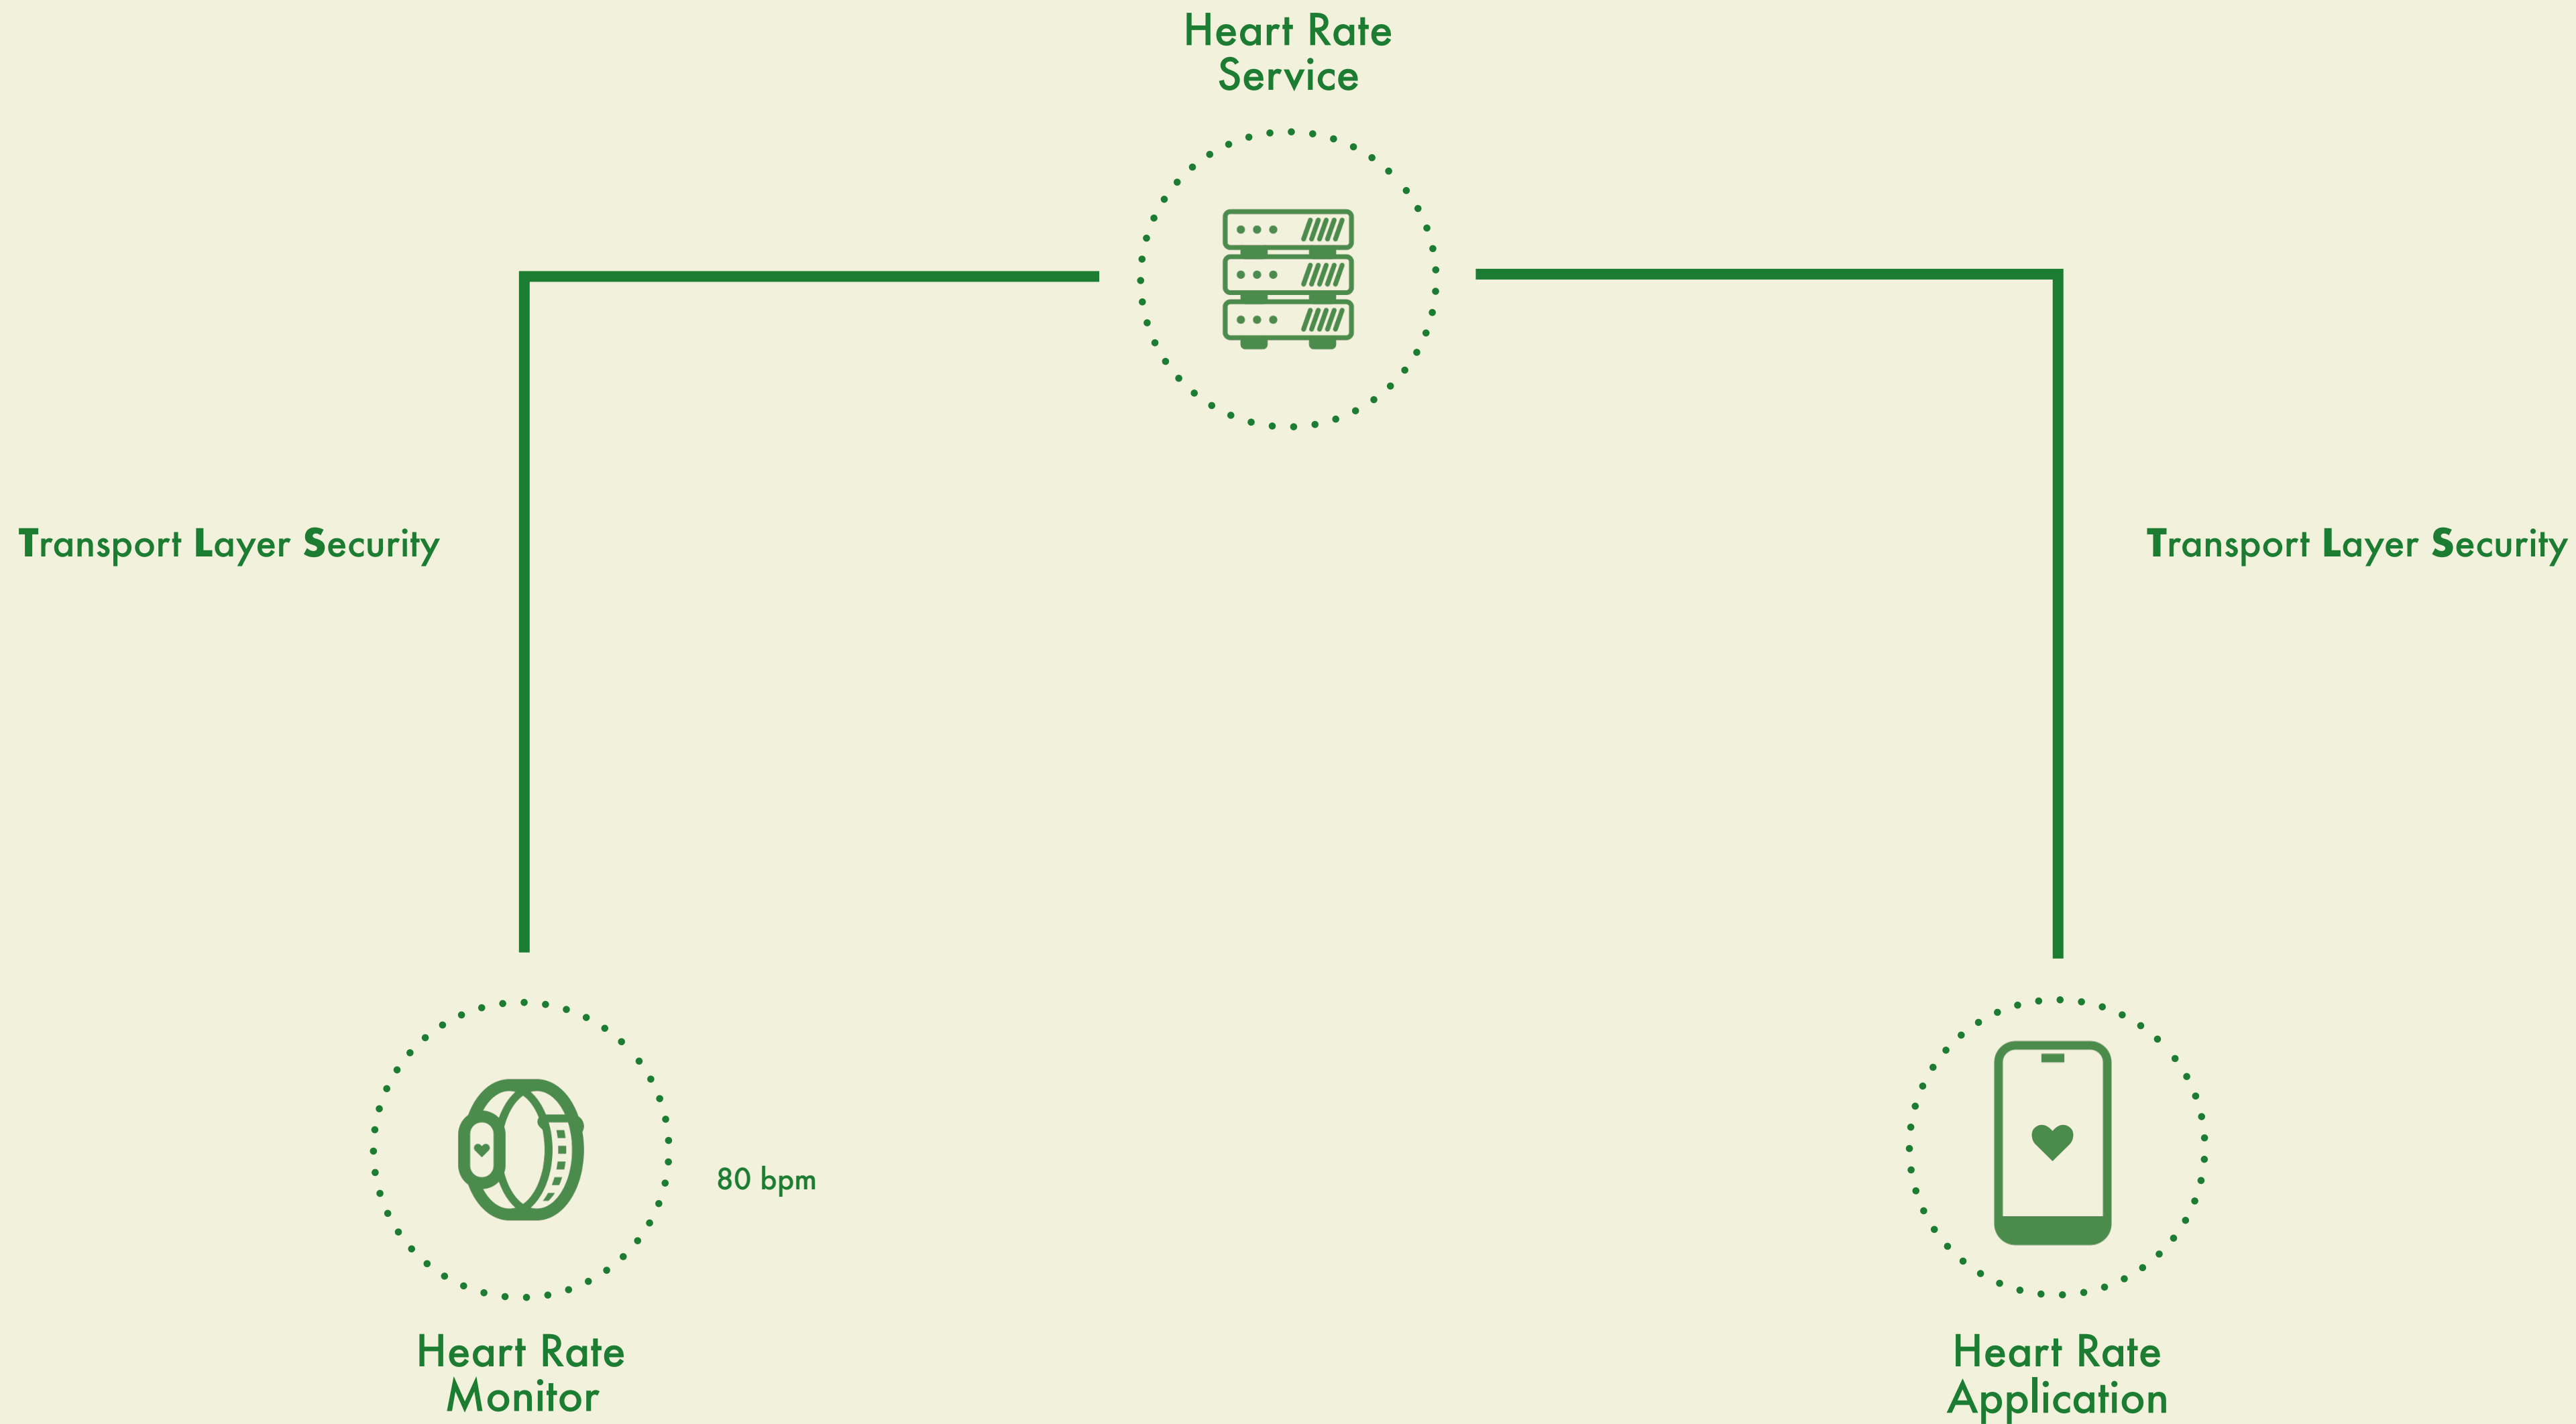 Heart Rate
Service
Transport Layer Security
Transport Layer Security
80 bpm
Heart Rate
Monitor
Heart Rate
Application